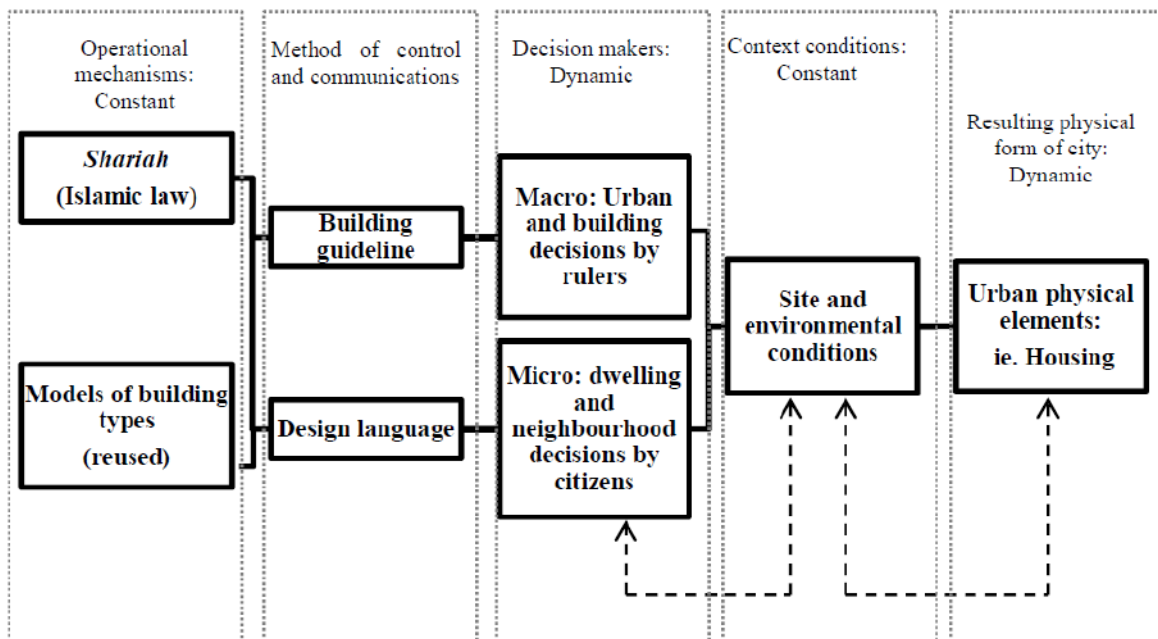 Operational
mechanisms:
Constant
Shariah
(Islamic law)
Models of building
types
(reused)
Method of control
and communications
Building
guideline
Design language
Decision makers:
Dynamic
Macro: Urban
and building
decisions by
rulers
Micro: dwelling
and
neighbourhood
decisions by
citizens
Context conditions:
Constant
Site and
environmental
conditions
Resulting physical
form of city:
Dynamic
Urban physical
elements:
ie. Housing